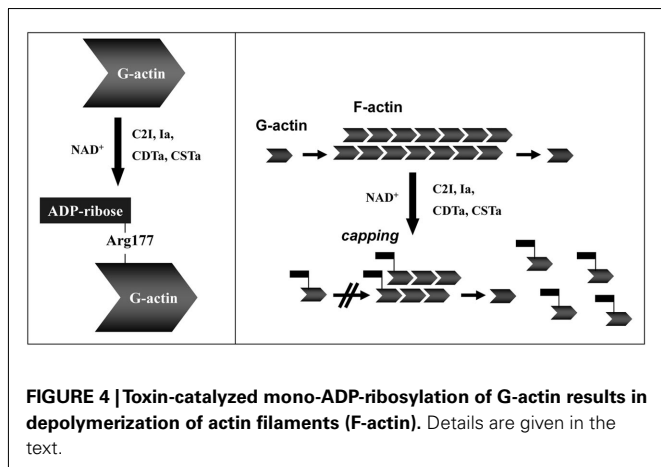 G-actin
NAD+
C2I, Ia,
CDTa, CSTa
ADP-ribose
Arg177
G-actin
F-actin
G-actin
NAD+
C2I, Ia,
CDTa, CSTa
capping
FIGURE 4 | Toxin-catalyzed mono-ADP-ribosylation of G-actin results in
depolymerization of actin filaments (F-actin). Details are given in the
text.